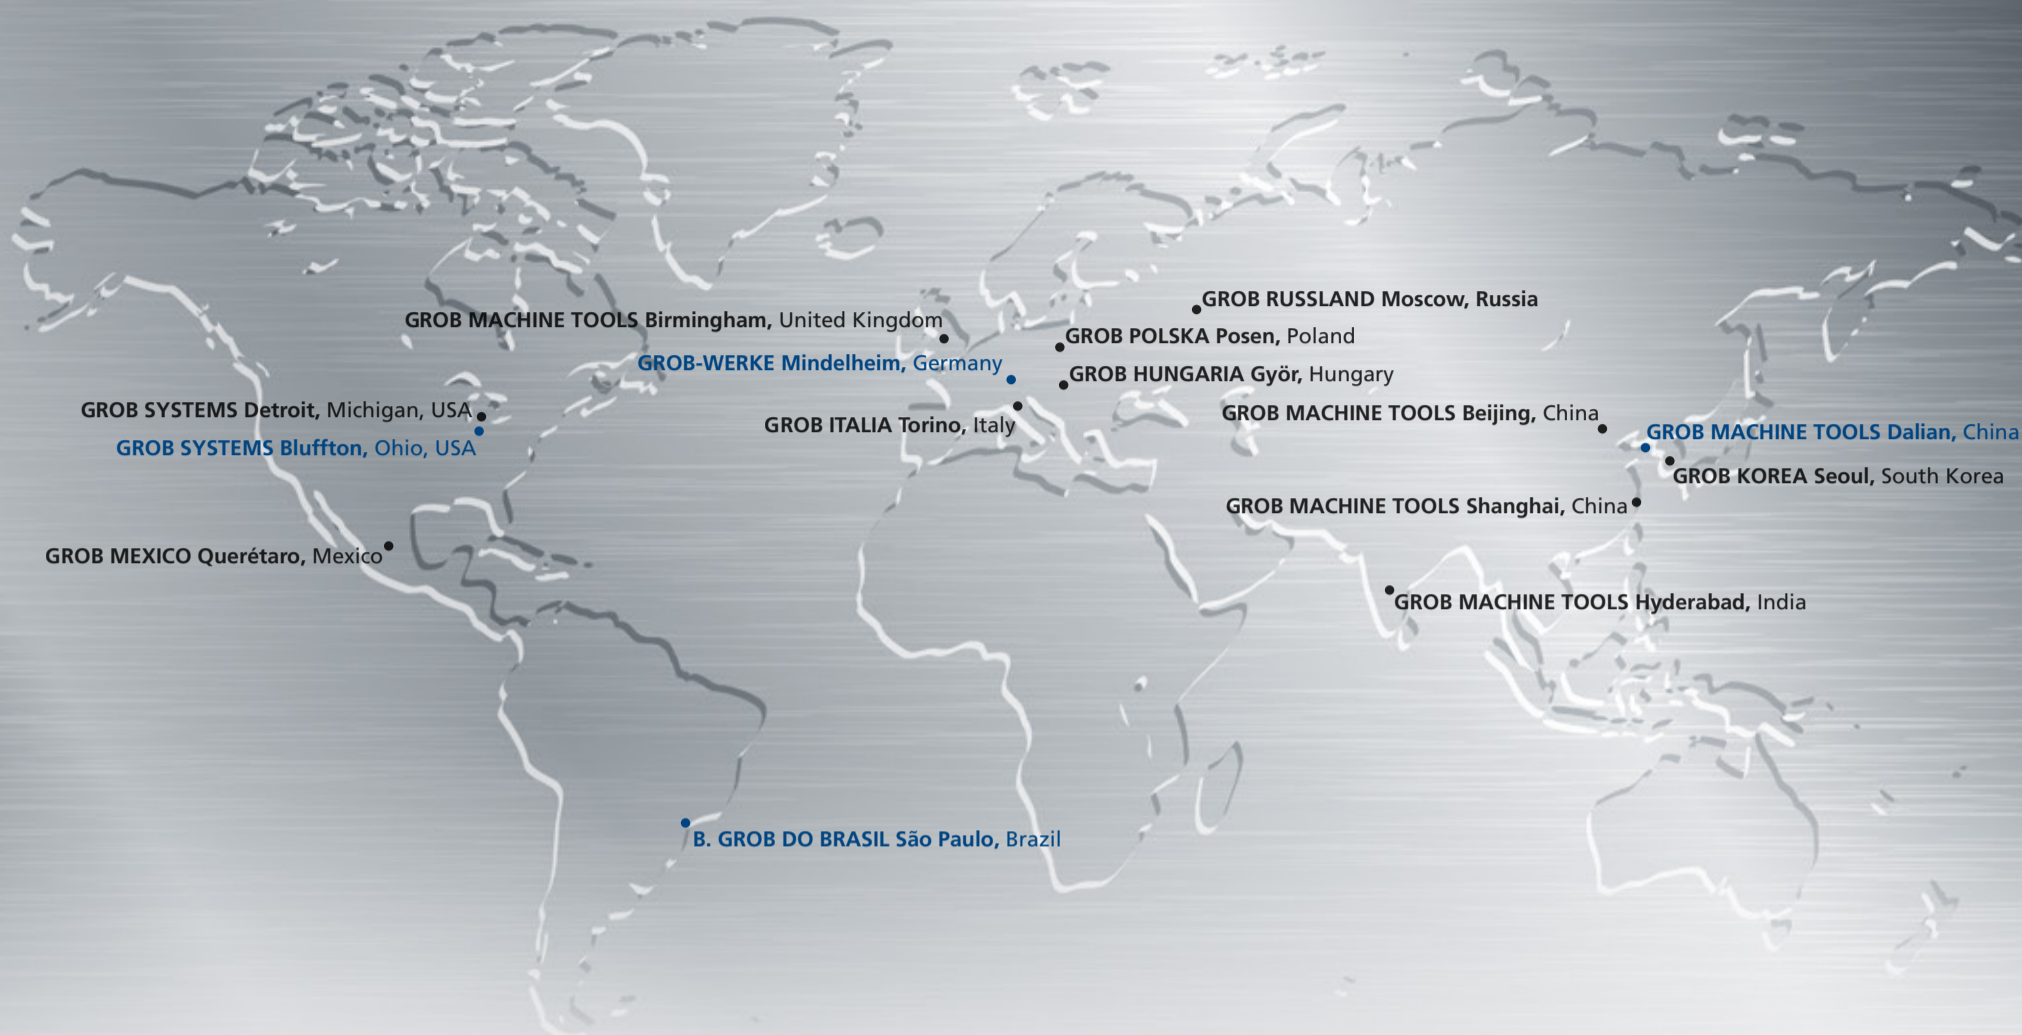 GROB RUSSLAND Moscow, Russia
GROB MACHINE TOOLS Birmingham, United Kingdom
GROB POLSKA Posen, Poland
GROB-WERKE Mindelheim, Germany
GROB HUNGARIA Györ, Hungary
GROB SYSTEMS Detroit, Michigan, USA
GROB MACHINE TOOLS Beijing, China
GROB ITALIA Torino, Italy
GROB MACHINE TOOLS Dalian, China
GROB SYSTEMS Bluffton, Ohio, USA
GROB KOREA Seoul, South Korea
GROB MACHINE TOOLS Shanghai, China
GROB MEXICO Querétaro, Mexico
GROB MACHINE TOOLS Hyderabad, India
B. GROB DO BRASIL São Paulo, Brazil